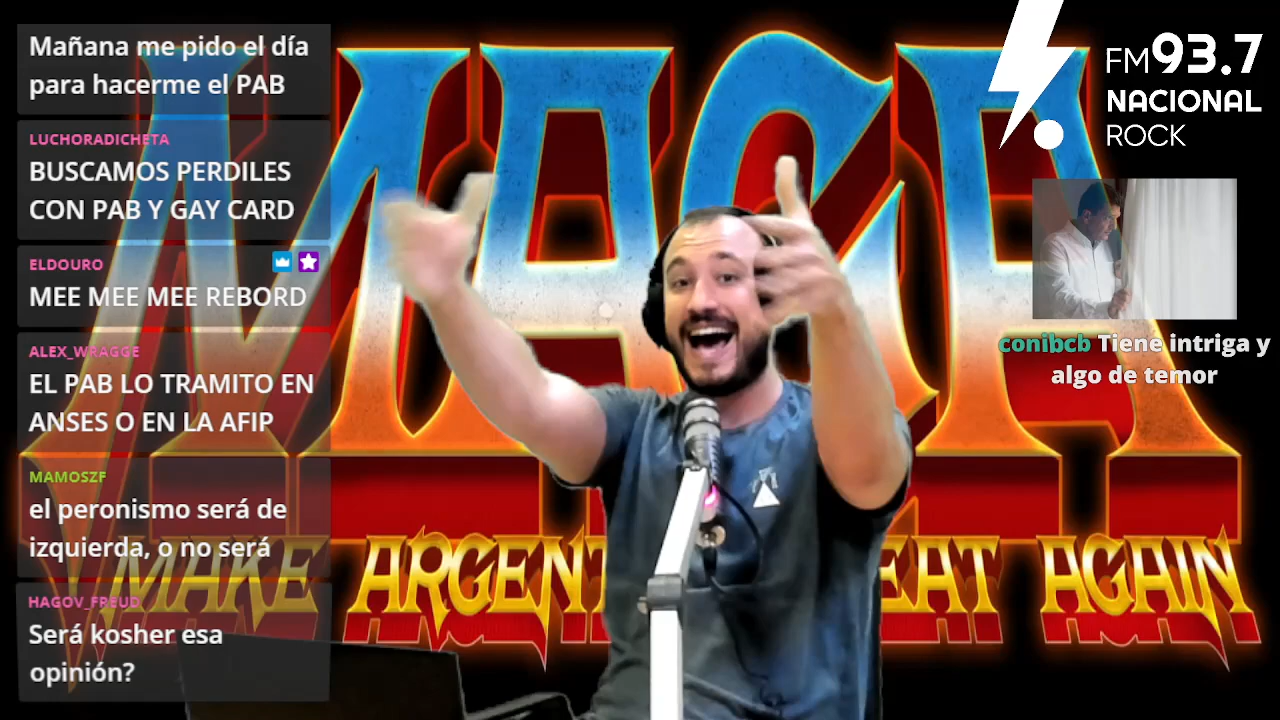 Mañana me pido el día
para hacerme el PAB
LUCHORADICHETA
BUSCAMOS PERDILES
CON PAB Y GAY CARD
ELDOURO
MEE MEE MEE REBORD
ALEX_WRAGGE
EL PAB LO TRAMITO EN
ANSES O EN LA AFIP
MAMOSZF
el peronismo será de
izquierda, o no será
HAGOV_FREUD
Será kosher esa
opinión?
MAGA
MAKE ARGENT EAT AGAIN
FM 93.7
NACIONAL
ROCK
conibcb Tiene intriga y
algo de temor